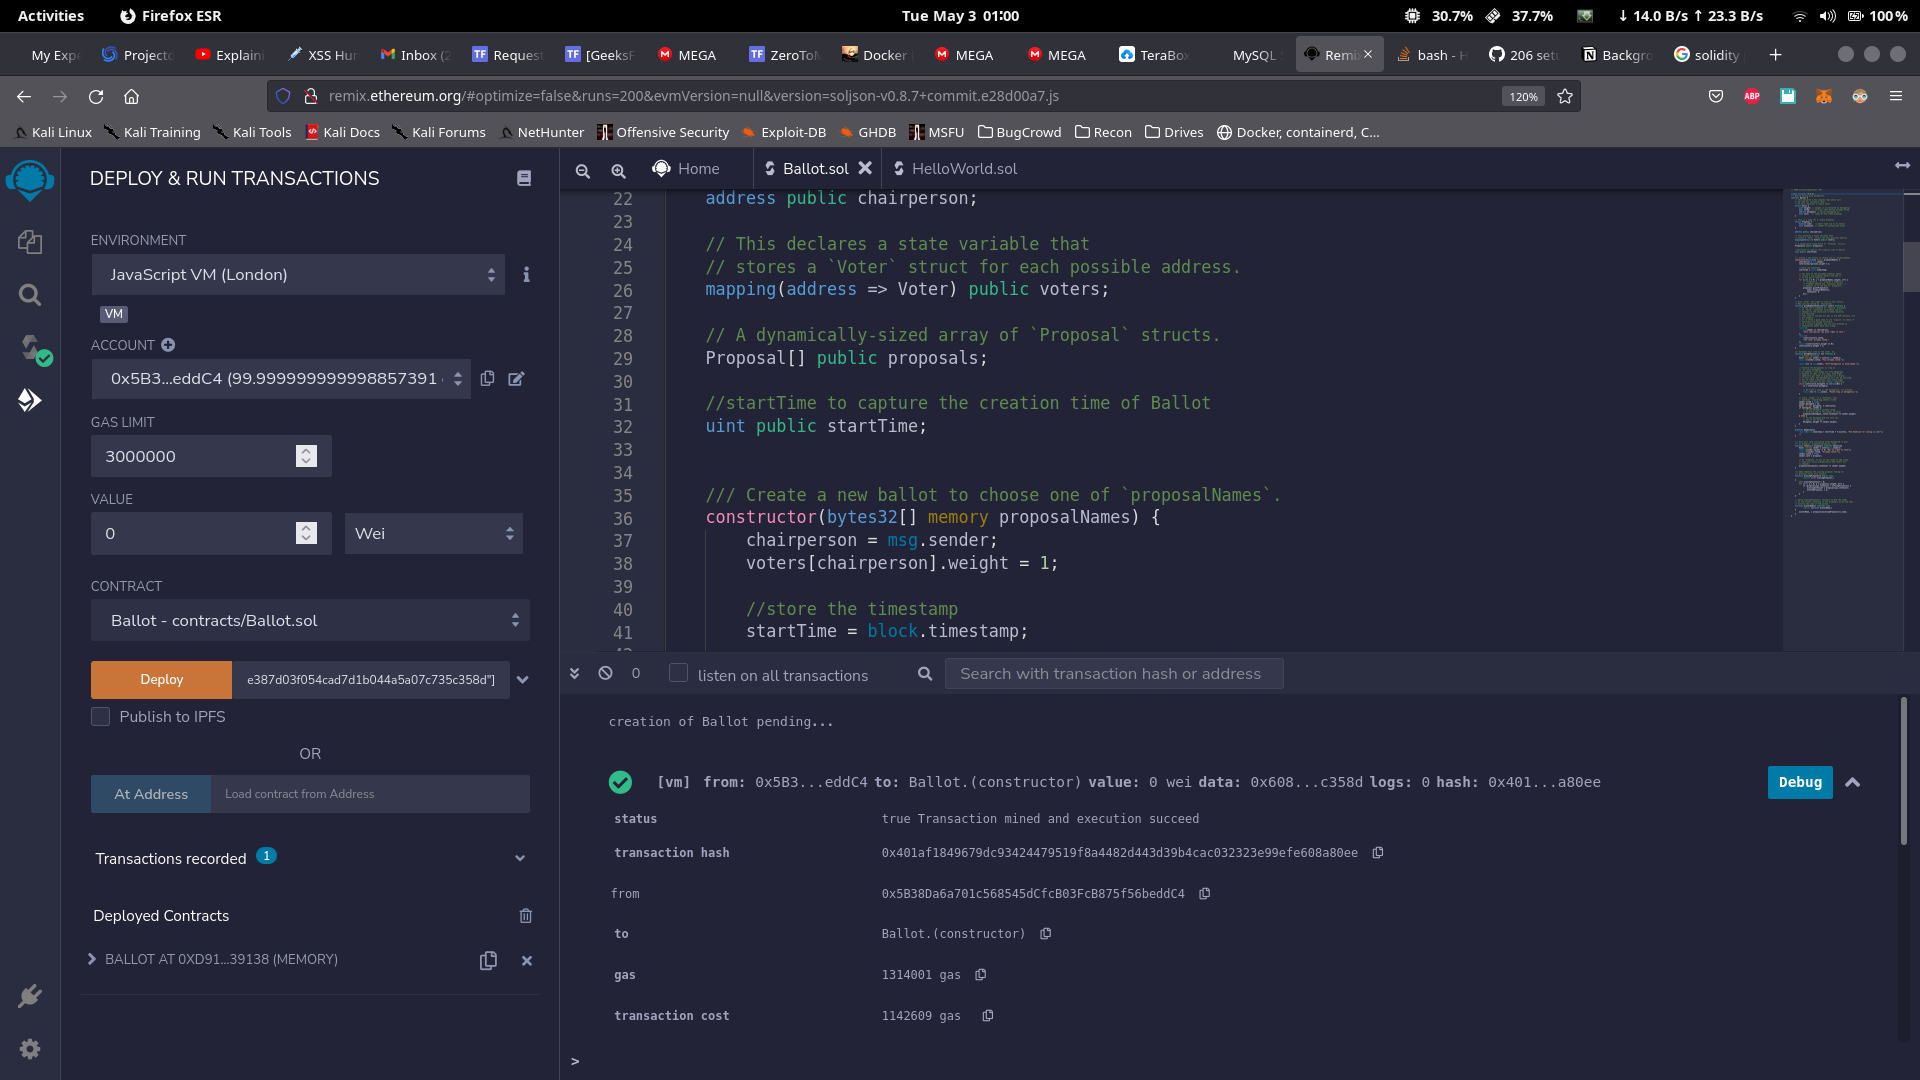 Activities
Firefox ESR
Tue May 3 01:00
30.7%
37.7%
↓ 14.0 B/s ↑ 23.3 B/s
100%
My Expe
Projecto
Explain
XSS Hur
Inbox (2
Request
[GeeksF
MEGA
ZeroToM
Docker
MEGA
MEGA
TeraBox
MySQL
Remi
bash - H
206 setu
Backgro
solidity
remix.ethereum.org/#optimize=false&runs=200&evmVersion=null&version=soljson-v0.8.7+commit.e28d00a7.js
120%
ABP
Kali Linux
Kali Training
Kali Tools
Kali Docs
Kali Forums
NetHunter
Offensive Security
Exploit-DB
GHDB
MSFU
BugCrowd
Recon
Drives
Docker, containerd, C...
DEPLOY & RUN TRANSACTIONS
ENVIRONMENT
JavaScript VM (London)
VM
ACCOUNT
0x5B3...eddC4 (99.999999999998857391
GAS LIMIT
3000000
VALUE
0
Wei
CONTRACT
Ballot - contracts/Ballot.sol
Deploy
e387d03f054cad7d1b044a5a07c735c358d"]
Publish to IPFS
OR
At Address
Load contract from Address
Transactions recorded 1
Deployed Contracts
BALLOT AT 0XD91...39138 (MEMORY)
Home
Ballot.sol
HelloWorld.sol
22 address public chairperson;
23
24 // This declares a state variable that
25 // stores a `Voter` struct for each possible address.
26 mapping(address => Voter) public voters;
27
28 // A dynamically-sized array of `Proposal` structs.
29 Proposal[] public proposals;
30
31 //startTime to capture the creation time of Ballot
32 uint public startTime;
33
34
35 /// Create a new ballot to choose one of `proposalNames`.
36 constructor(bytes32[] memory proposalNames) {
37 chairperson = msg.sender;
38 voters[chairperson].weight = 1;
39
40 //store the timestamp
41 startTime = block.timestamp;
0
listen on all transactions
Search with transaction hash or address
creation of Ballot pending...
[vm] from: 0x5B3...eddC4 to: Ballot.(constructor) value: 0 wei data: 0x608...c358d logs: 0 hash: 0x401...a80ee
Debug
status true Transaction mined and execution succeed
transaction hash 0x401af1849679dc93424479519f8a4482d443d39b4cac032323e99efe608a80ee
from 0x5B38Da6a701c568545dCfcB03FcB875f56beddC4
to Ballot.(constructor)
gas 1314001 gas
transaction cost 1142609 gas
>